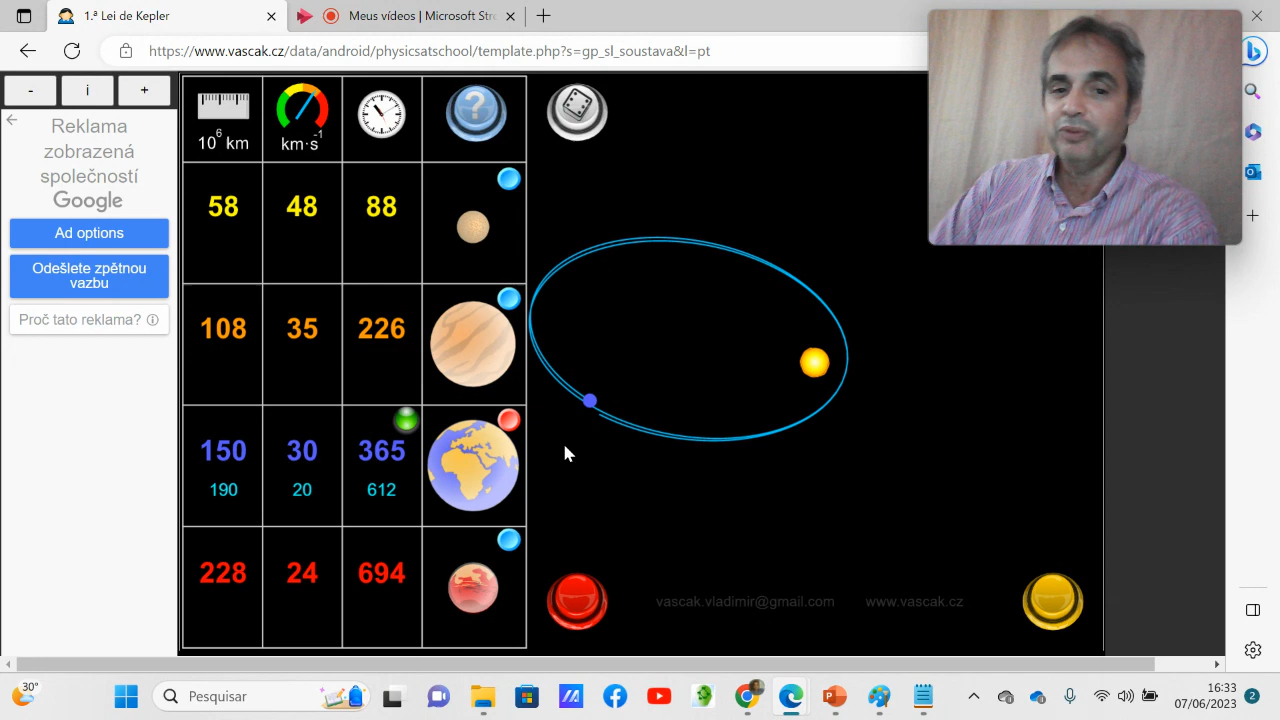 1.ª Lei de Kepler
Meus vídeos | Microsoft Str
https://www.vascak.cz/data/android/physicsatschool/template.php?s=gp_sl_soustava&l=pt
- i +
Reklama
zobrazená
společností
Google
Ad options
Odešlete zpětnou
vazbu
Proč tato reklama?
10⁶ km km·s⁻¹ ?
58 48 88
108 35 226
150 30 365
190 20 612
228 24 694
vascak.vladimir@gmail.com www.vascak.cz
30°
Pesquisar
16:33
07/06/2023
2